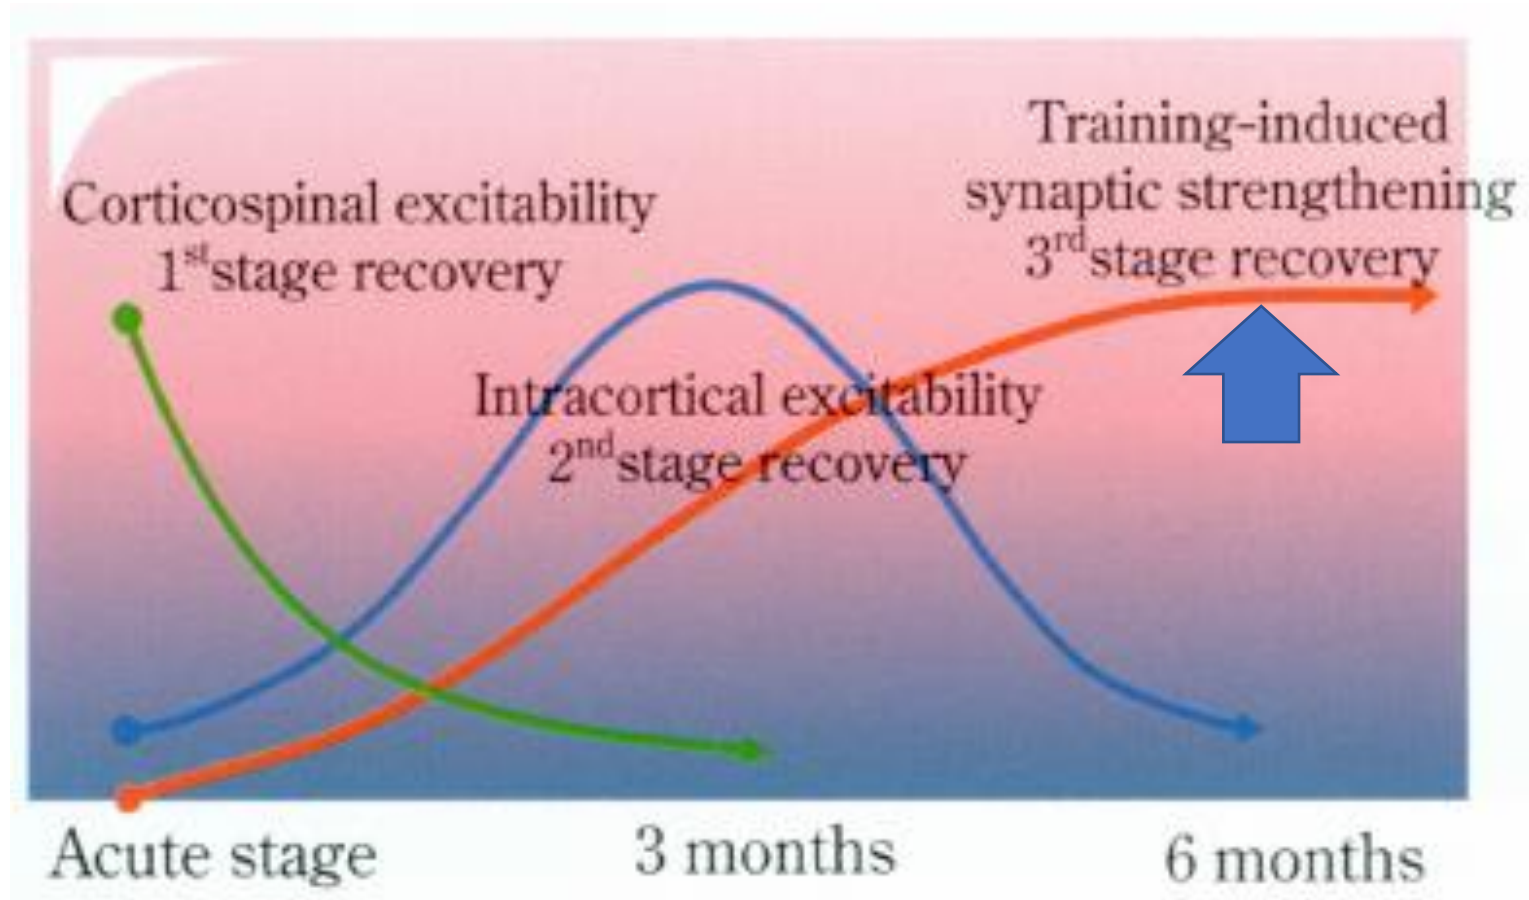 Training-induced
synaptic strengthening
3rd stage recovery
Corticospinal excitability
1st stage recovery
Intracortical excitability
2nd stage recovery
Acute stage
3 months
6 months